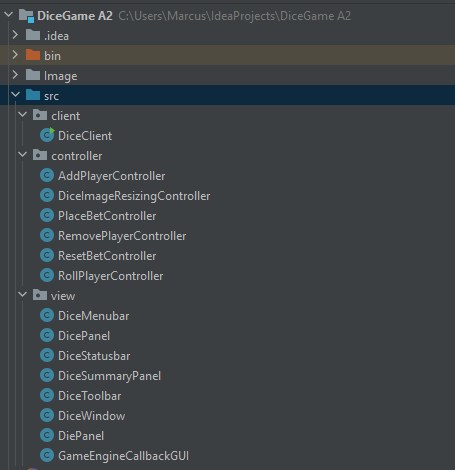 DiceGame A2 C:\Users\Marcus\IdeaProjects\DiceGame A2
.idea
bin
Image
src
client
DiceClient
controller
AddPlayerController
DiceImageResizingController
PlaceBetController
RemovePlayerController
ResetBetController
RollPlayerController
view
DiceMenubar
DicePanel
DiceStatusbar
DiceSummaryPanel
DiceToolbar
DiceWindow
DiePanel
GameEngineCallbackGUI